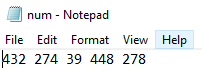 num - Notepad
File Edit Format View Help
432 274 39 448 278